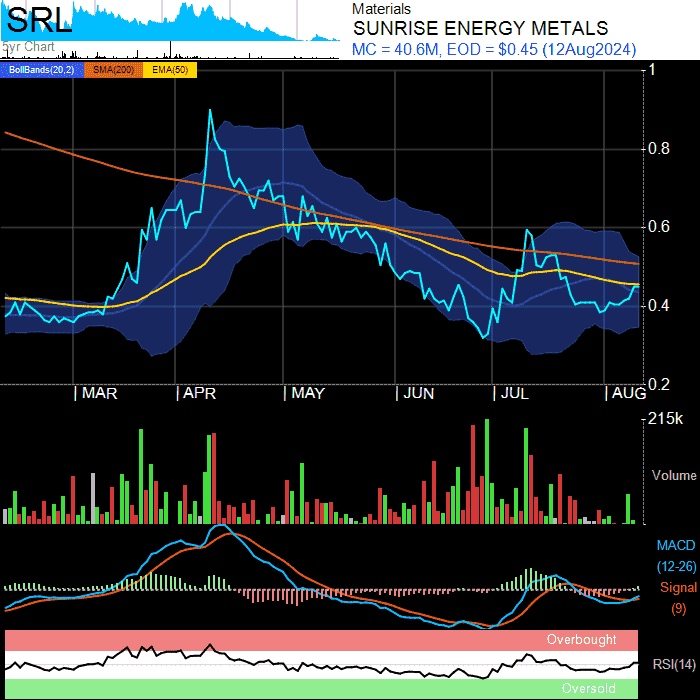 SRL
5yr Chart
Materials
SUNRISE ENERGY METALS
MC = 40.6M, EOD = $0.45 (12Aug2024)
BollBands(20,2) SMA(200) EMA(50)
1
0.8
0.6
0.4
0.2
MAR APR MAY JUN JUL AUG
215k
Volume
MACD
(12-26)
Signal
(9)
Overbought
RSI(14)
Oversold